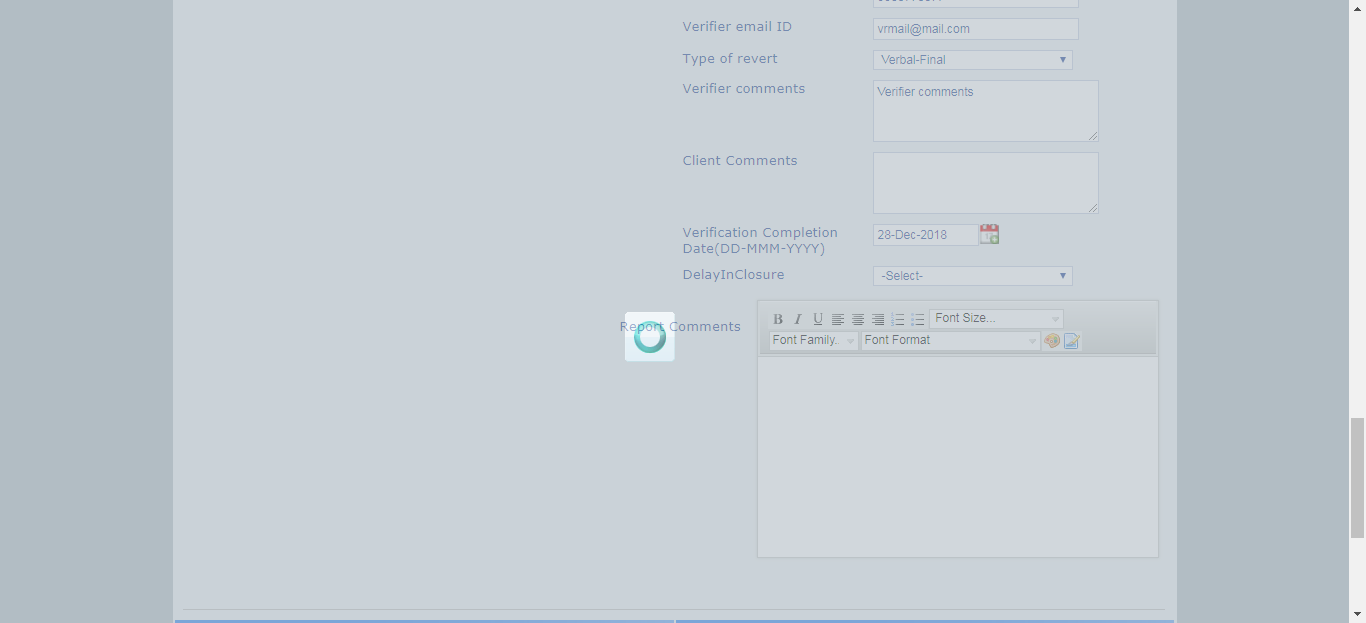 Verifier email ID
vrmail@mail.com
Type of revert
Verbal-Final
Verifier comments
Verifier comments
Client Comments
Verification Completion
Date(DD-MMM-YYYY)
28-Dec-2018
DelayInClosure
-Select-
Report Comments
B I U
Font Size...
Font Family..
Font Format